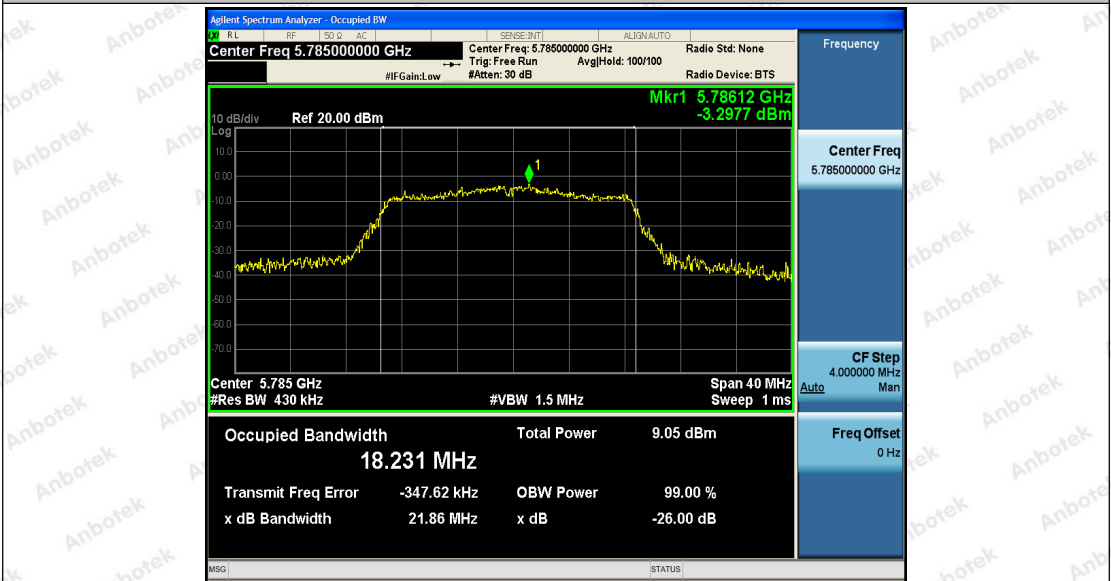 Agilent Spectrum Analyzer - Occupied BW
RL RF 50 Ω AC SENSE:INT ALIGN AUTO
Center Freq 5.785000000 GHz
Center Freq: 5.785000000 GHz Radio Std: None
Trig: Free Run Avg|Hold: 100/100
#IFGain:Low #Atten: 30 dB Radio Device: BTS
Mkr1 5.78612 GHz
-3.2977 dBm
10 dB/div Ref 20.00 dBm
Log
10.0
0.00
-10.0
-20.0
-30.0
-40.0
-50.0
-60.0
-70.0
1
Center 5.785 GHz Span 40 MHz
#Res BW 430 kHz #VBW 1.5 MHz Sweep 1 ms
Occupied Bandwidth Total Power 9.05 dBm
18.231 MHz
Transmit Freq Error -347.62 kHz OBW Power 99.00 %
x dB Bandwidth 21.86 MHz x dB -26.00 dB
MSG STATUS
Frequency
Center Freq
5.785000000 GHz
CF Step
4.000000 MHz
Auto Man
Freq Offset
0 Hz
Anbotek